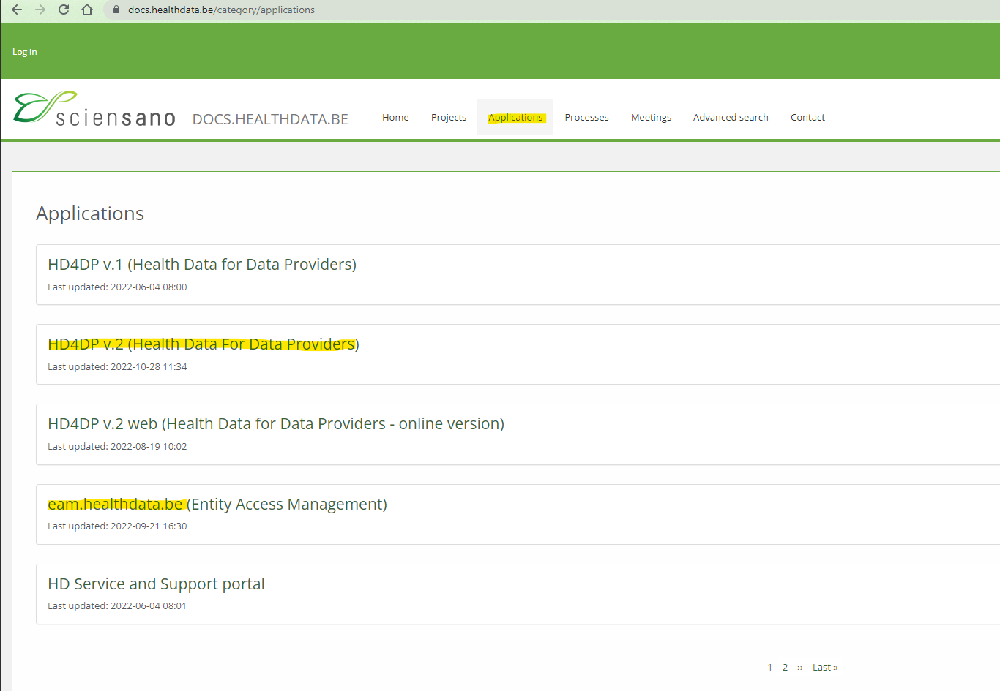 docs.healthdata.be/category/applications
Log in
sciensano DOCS.HEALTHDATA.BE Home Projects Applications Processes Meetings Advanced search Contact
Applications
HD4DP v.1 (Health Data for Data Providers)
Last updated: 2022-06-04 08:00
HD4DP v.2 (Health Data For Data Providers)
Last updated: 2022-10-28 11:34
HD4DP v.2 web (Health Data for Data Providers - online version)
Last updated: 2022-08-19 10:02
eam.healthdata.be (Entity Access Management)
Last updated: 2022-09-21 16:30
HD Service and Support portal
Last updated: 2022-06-04 08:01
1 2 ›› Last »